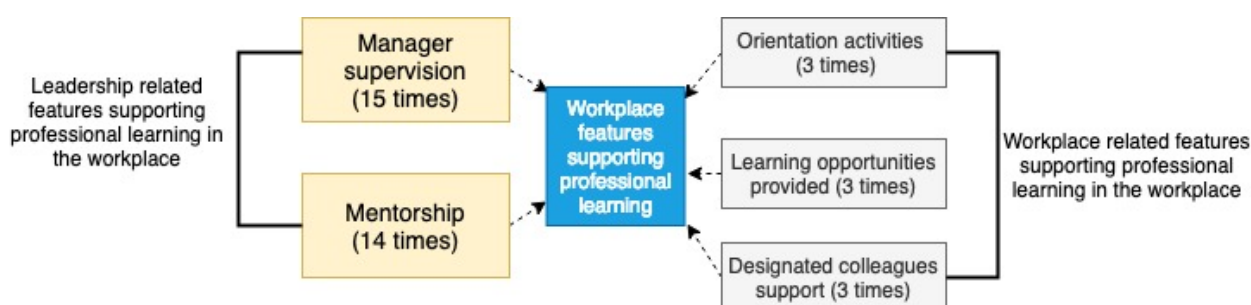 Leadership related
features supporting
professional learning in
the workplace
Manager
supervision
(15 times)
Mentorship
(14 times)
Workplace
features
supporting
professional
learning
Orientation activities
(3 times)
Learning opportunities
provided (3 times)
Designated colleagues
support (3 times)
Workplace related features
supporting professional
learning in the workplace